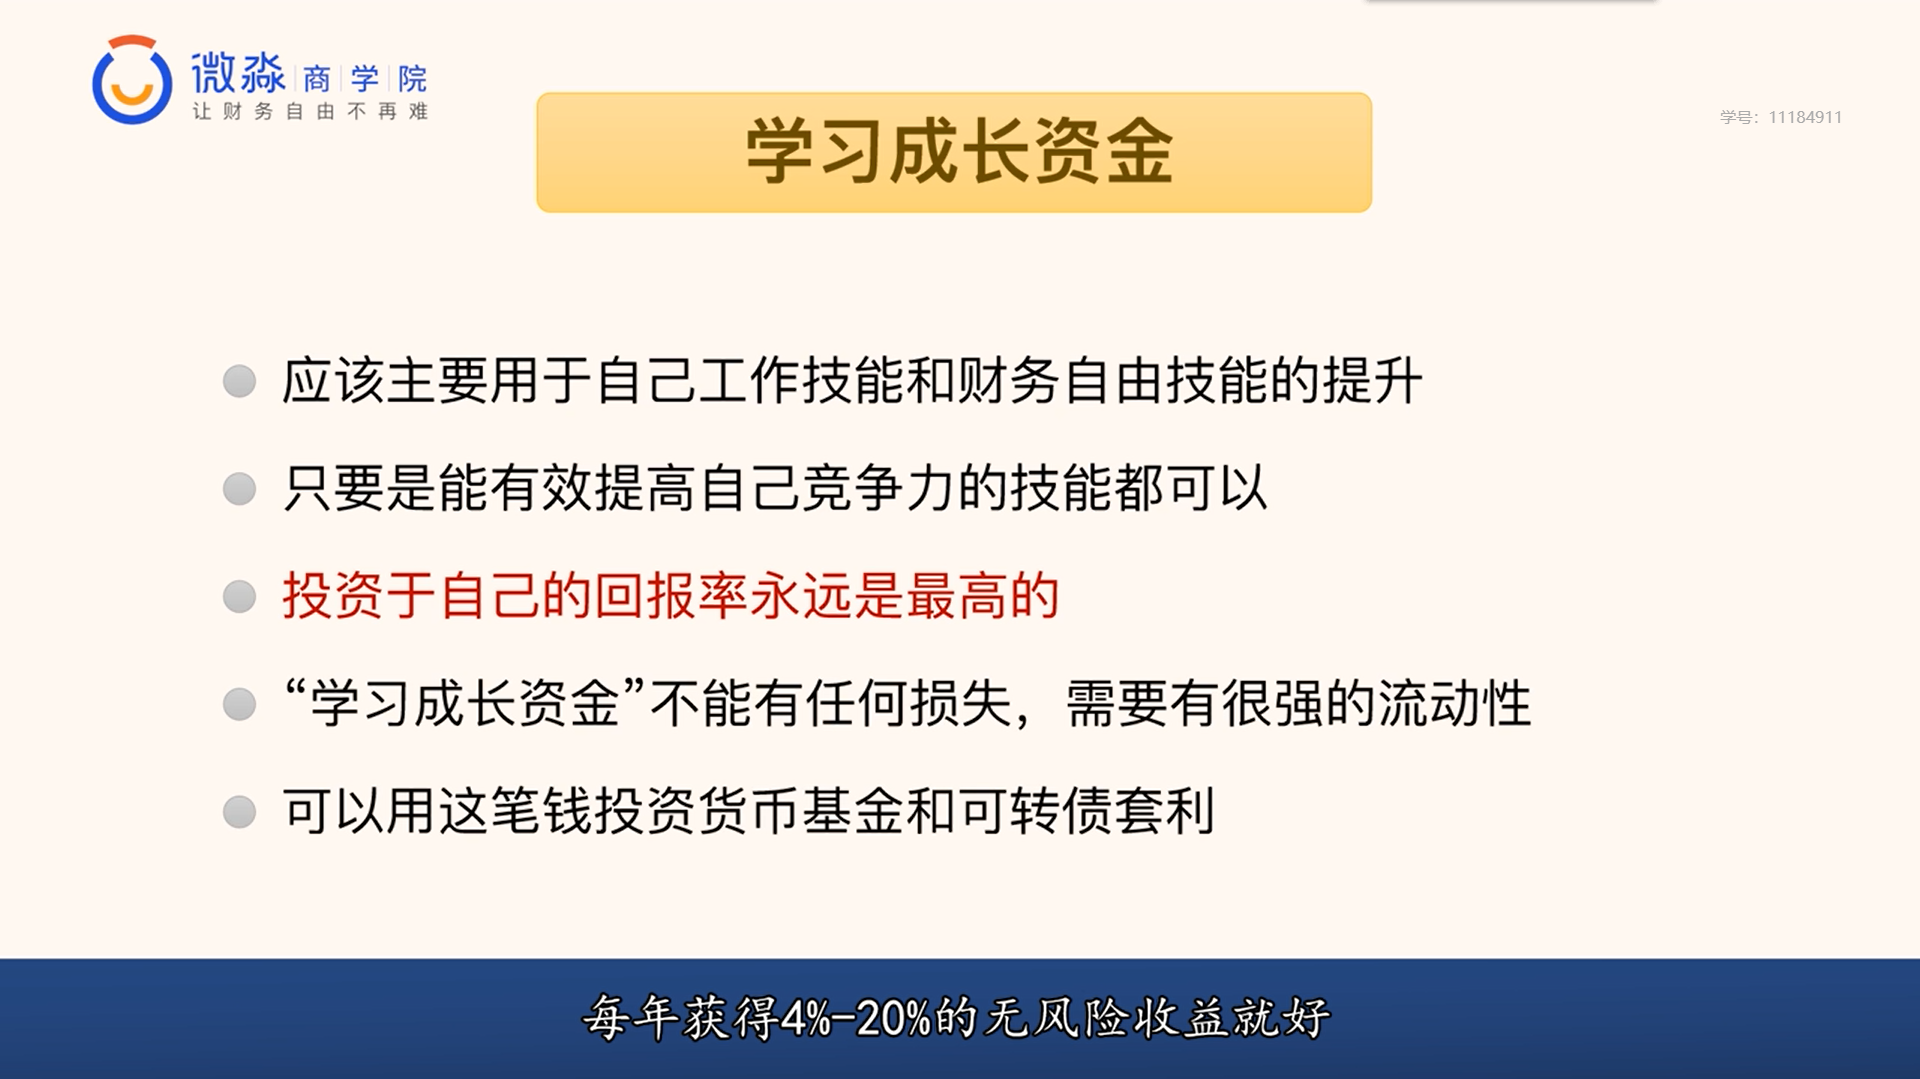 微淼商学院
让财务自由不再难
学号：11184911
学习成长资金
应该主要用于自己工作技能和财务自由技能的提升
只要是能有效提高自己竞争力的技能都可以
投资于自己的回报率永远是最高的
“学习成长资金”不能有任何损失，需要有很强的流动性
可以用这笔钱投资货币基金和可转债套利
每年获得4%-20%的无风险收益就好